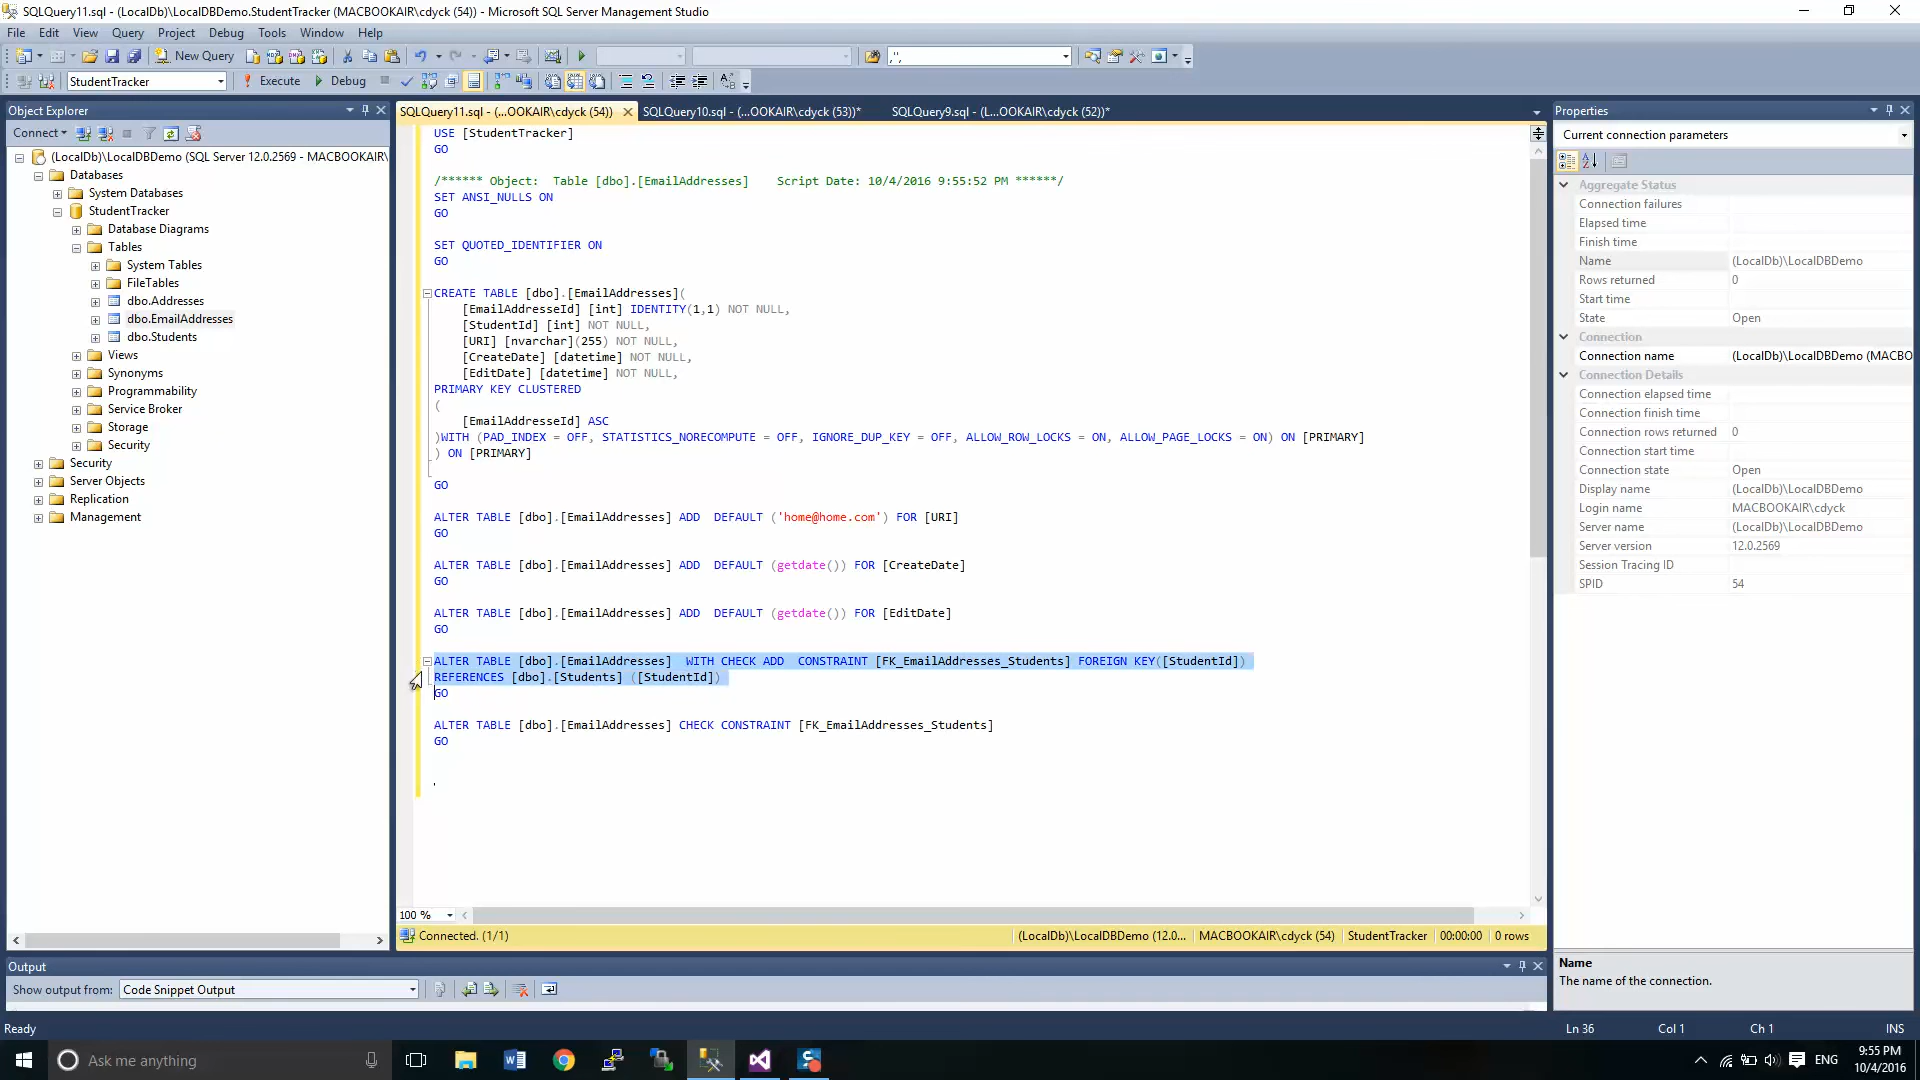 SQLQuery11.sql - (LocalDb)\LocalDBDemo.StudentTracker (MACBOOKAIR\cdyck (54)) - Microsoft SQL Server Management Studio
File Edit View Query Project Debug Tools Window Help
New Query ','
StudentTracker Execute Debug
Object Explorer
Connect
(LocalDb)\LocalDBDemo (SQL Server 12.0.2569 - MACBOOKAIR\
Databases
System Databases
StudentTracker
Database Diagrams
Tables
System Tables
FileTables
dbo.Addresses
dbo.EmailAddresses
dbo.Students
Views
Synonyms
Programmability
Service Broker
Storage
Security
Security
Server Objects
Replication
Management
SQLQuery11.sql - (...OOKAIR\cdyck (54)) SQLQuery10.sql - (...OOKAIR\cdyck (53))* SQLQuery9.sql - (L...OOKAIR\cdyck (52))*
USE [StudentTracker]
GO
/****** Object:  Table [dbo].[EmailAddresses]    Script Date: 10/4/2016 9:55:52 PM ******/
SET ANSI_NULLS ON
GO
SET QUOTED_IDENTIFIER ON
GO
CREATE TABLE [dbo].[EmailAddresses](
[EmailAddresseId] [int] IDENTITY(1,1) NOT NULL,
[StudentId] [int] NOT NULL,
[URI] [nvarchar](255) NOT NULL,
[CreateDate] [datetime] NOT NULL,
[EditDate] [datetime] NOT NULL,
PRIMARY KEY CLUSTERED
(
[EmailAddresseId] ASC
)WITH (PAD_INDEX = OFF, STATISTICS_NORECOMPUTE = OFF, IGNORE_DUP_KEY = OFF, ALLOW_ROW_LOCKS = ON, ALLOW_PAGE_LOCKS = ON) ON [PRIMARY]
) ON [PRIMARY]
GO
ALTER TABLE [dbo].[EmailAddresses] ADD  DEFAULT ('home@home.com') FOR [URI]
GO
ALTER TABLE [dbo].[EmailAddresses] ADD  DEFAULT (getdate()) FOR [CreateDate]
GO
ALTER TABLE [dbo].[EmailAddresses] ADD  DEFAULT (getdate()) FOR [EditDate]
GO
ALTER TABLE [dbo].[EmailAddresses]  WITH CHECK ADD  CONSTRAINT [FK_EmailAddresses_Students] FOREIGN KEY([StudentId])
REFERENCES [dbo].[Students] ([StudentId])
GO
ALTER TABLE [dbo].[EmailAddresses] CHECK CONSTRAINT [FK_EmailAddresses_Students]
GO
100 %
Connected. (1/1) (LocalDb)\LocalDBDemo (12.0... MACBOOKAIR\cdyck (54) StudentTracker 00:00:00 0 rows
Properties
Current connection parameters
Aggregate Status
Connection failures
Elapsed time
Finish time
Name (LocalDb)\LocalDBDemo
Rows returned 0
Start time
State Open
Connection
Connection name (LocalDb)\LocalDBDemo (MACBO
Connection Details
Connection elapsed time
Connection finish time
Connection rows returned 0
Connection start time
Connection state Open
Display name (LocalDb)\LocalDBDemo
Login name MACBOOKAIR\cdyck
Server name (LocalDb)\LocalDBDemo
Server version 12.0.2569
Session Tracing ID
SPID 54
Name
The name of the connection.
Output
Show output from: Code Snippet Output
Ready Ln 36 Col 1 Ch 1 INS
Ask me anything
ENG
9:55 PM
10/4/2016